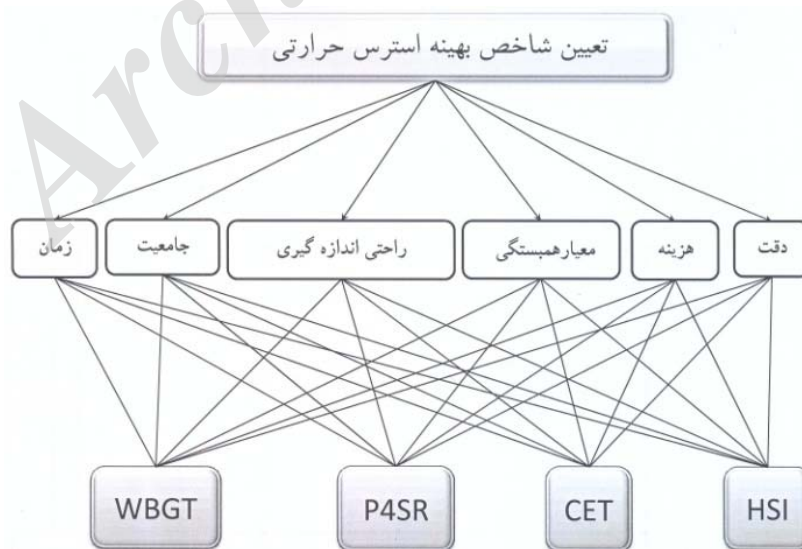 تعیین شاخص بهینه استرس حرارتی
دقت
هزینه
معیارهمبستگی
راحتی اندازه گیری
جامعیت
زمان
WBGT
P4SR
CET
HSI